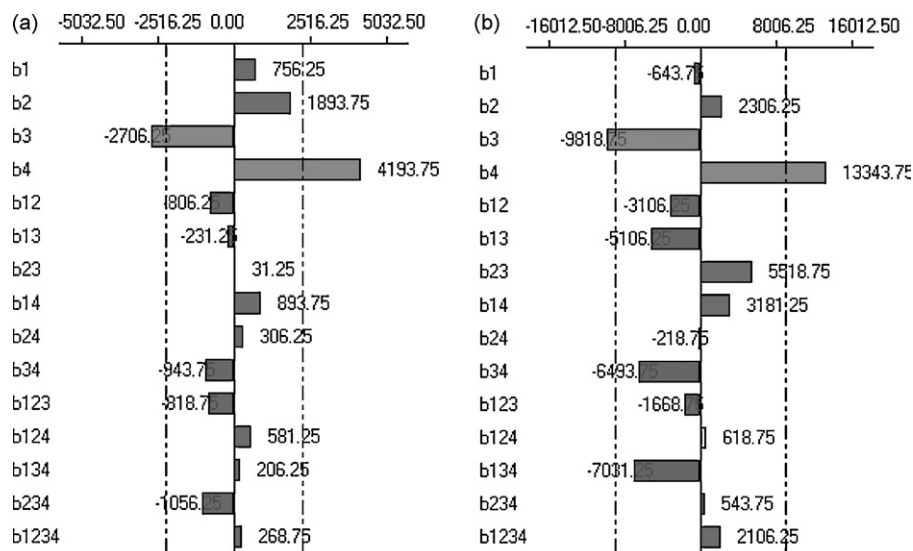 (a) -5032.50 -2516.25 0.00 2516.25 5032.50
b1 756.25
b2 1893.75
b3 -2706.25
b4 4193.75
b12 -806.25
b13 -231.25
b23 31.25
b14 893.75
b24 306.25
b34 -943.75
b123 -818.75
b124 581.25
b134 206.25
b234 -1056.25
b1234 268.75
(b) -16012.50 -8006.25 0.00 8006.25 16012.50
b1 -643.75
b2 2306.25
b3 -9818.75
b4 13343.75
b12 -3106.25
b13 -5106.25
b23 5518.75
b14 3181.25
b24 -218.75
b34 -6493.75
b123 -1668.75
b124 618.75
b134 -7031.25
b234 543.75
b1234 2106.25